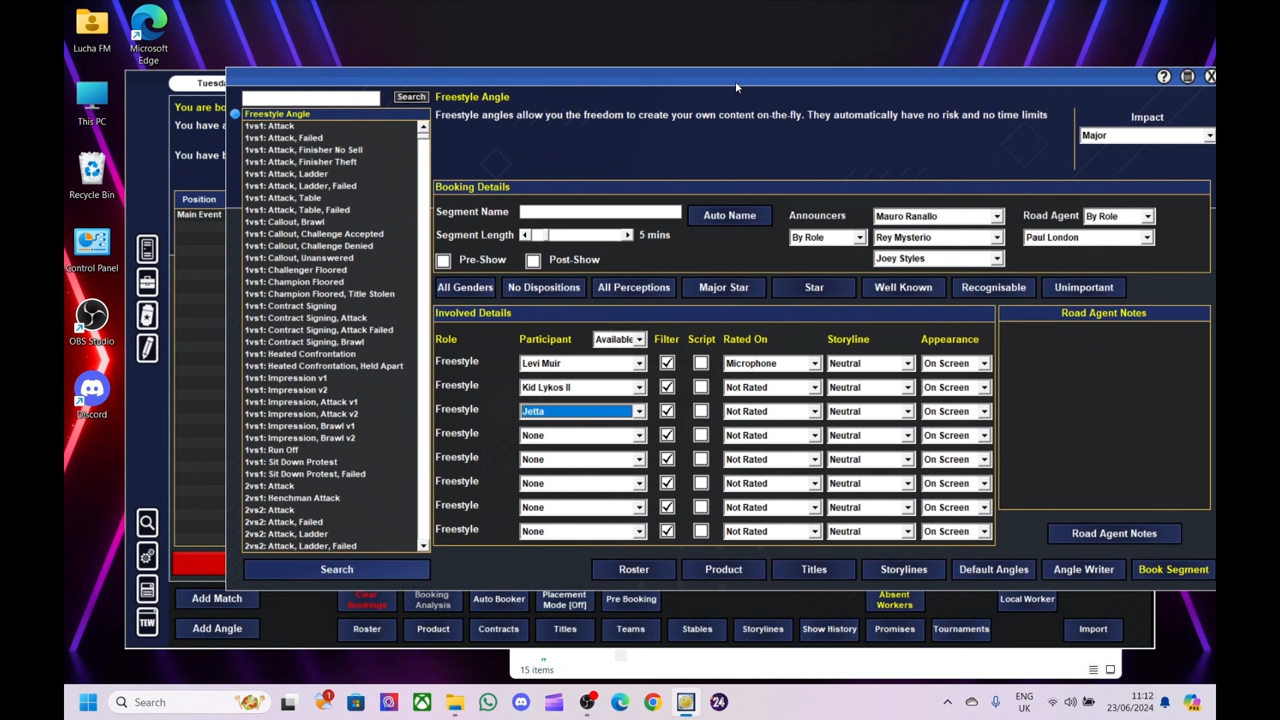 Lucha FM
Microsoft Edge
This PC
Recycle Bin
Control Panel
OBS Studio
Discord
Tuesd
You are bo
You have a
You have b
Position
Main Event
Search
Freestyle Angle
1vs1: Attack
1vs1: Attack, Failed
1vs1: Attack, Finisher No Sell
1vs1: Attack, Finisher Theft
1vs1: Attack, Ladder
1vs1: Attack, Ladder, Failed
1vs1: Attack, Table
1vs1: Attack, Table, Failed
1vs1: Callout, Brawl
1vs1: Callout, Challenge Accepted
1vs1: Callout, Challenge Denied
1vs1: Callout, Unanswered
1vs1: Challenger Floored
1vs1: Champion Floored
1vs1: Champion Floored, Title Stolen
1vs1: Contract Signing
1vs1: Contract Signing, Attack
1vs1: Contract Signing, Attack Failed
1vs1: Contract Signing, Brawl
1vs1: Heated Confrontation
1vs1: Heated Confrontation, Held Apart
1vs1: Impression v1
1vs1: Impression v2
1vs1: Impression, Attack v1
1vs1: Impression, Attack v2
1vs1: Impression, Brawl v1
1vs1: Impression, Brawl v2
1vs1: Run Off
1vs1: Sit Down Protest
1vs1: Sit Down Protest, Failed
2vs1: Attack
2vs1: Henchman Attack
2vs2: Attack
2vs2: Attack, Failed
2vs2: Attack, Ladder
2vs2: Attack, Ladder, Failed
Search
Freestyle Angle
Freestyle angles allow you the freedom to create your own content on-the-fly. They automatically have no risk and no time limits
Impact
Major
? X
Booking Details
Segment Name Auto Name Announcers Mauro Ranallo Road Agent By Role
Segment Length 5 mins By Role Rey Mysterio Paul London
Pre-Show Post-Show Joey Styles
All Genders No Dispositions All Perceptions Major Star Star Well Known Recognisable Unimportant
Involved Details Road Agent Notes
Role Participant Available Filter Script Rated On Storyline Appearance
Freestyle Levi Muir Microphone Neutral On Screen
Freestyle Kid Lykos II Not Rated Neutral On Screen
Freestyle Jetta Not Rated Neutral On Screen
Freestyle None Not Rated Neutral On Screen
Freestyle None Not Rated Neutral On Screen
Freestyle None Not Rated Neutral On Screen
Freestyle None Not Rated Neutral On Screen
Freestyle None Not Rated Neutral On Screen
Road Agent Notes
Roster Product Titles Storylines Default Angles Angle Writer Book Segment
Add Match Clear Bookings Booking Analysis Auto Booker Placement Mode [Off] Pre Booking Absent Workers Local Worker
Add Angle Roster Product Contracts Titles Teams Stables Storylines Show History Promises Tournaments Import
TEW
15 items
Search
1
24
ENG
UK
11:12
23/06/2024